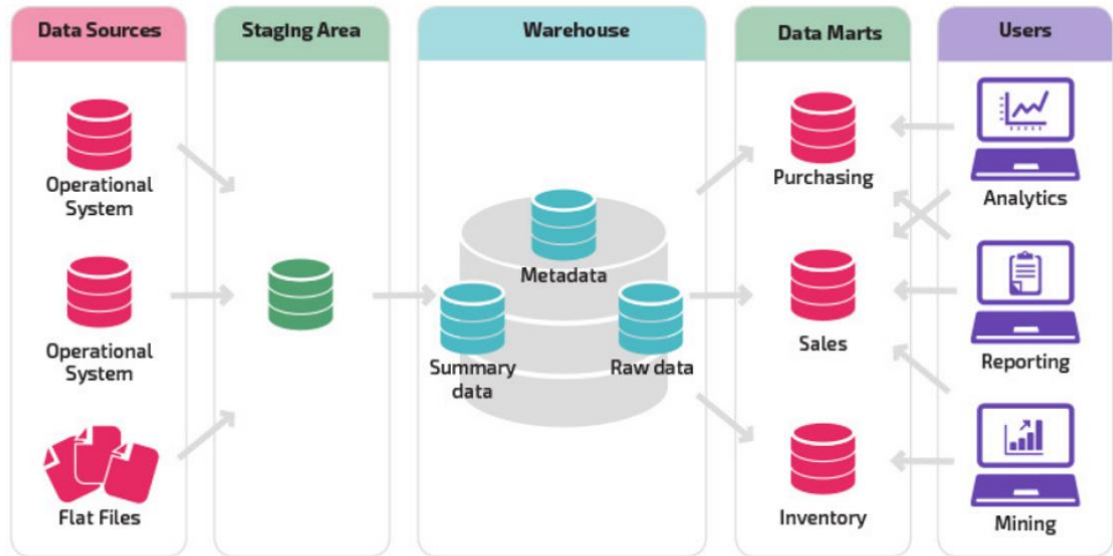 Data Sources
Staging Area
Warehouse
Data Marts
Users
Operational
System
Operational
System
Flat Files
Metadata
Summary
data
Raw data
Purchasing
Sales
Inventory
Analytics
Reporting
Mining